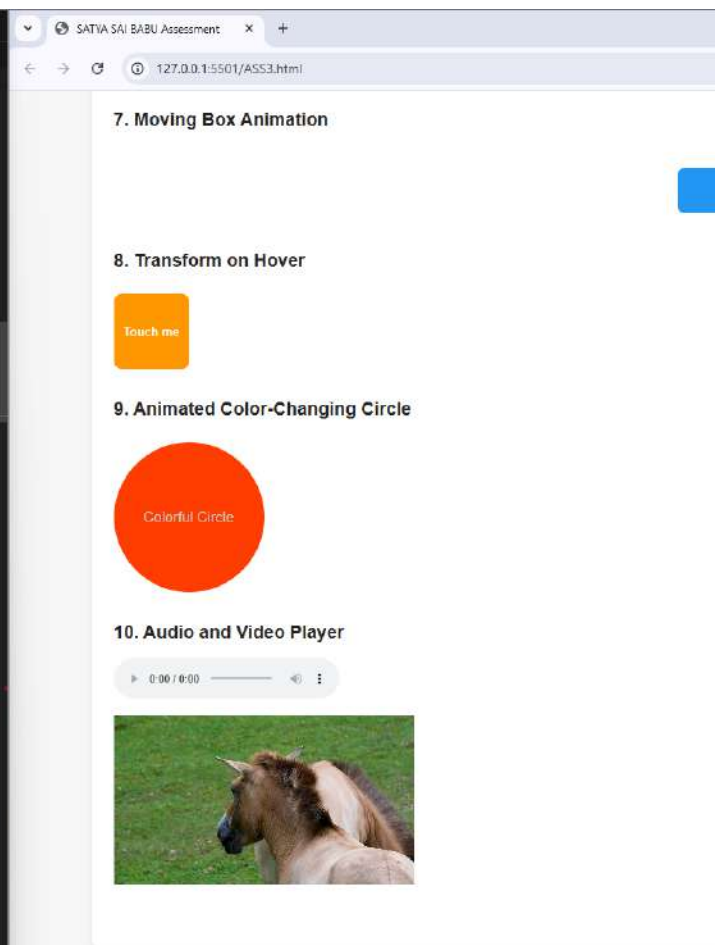 SATYA SAI BABU Assessment
127.0.0.1:5501/ASS3.html
7. Moving Box Animation
8. Transform on Hover
Touch me
9. Animated Color-Changing Circle
Colorful Circle
10. Audio and Video Player
0:00 / 0:00